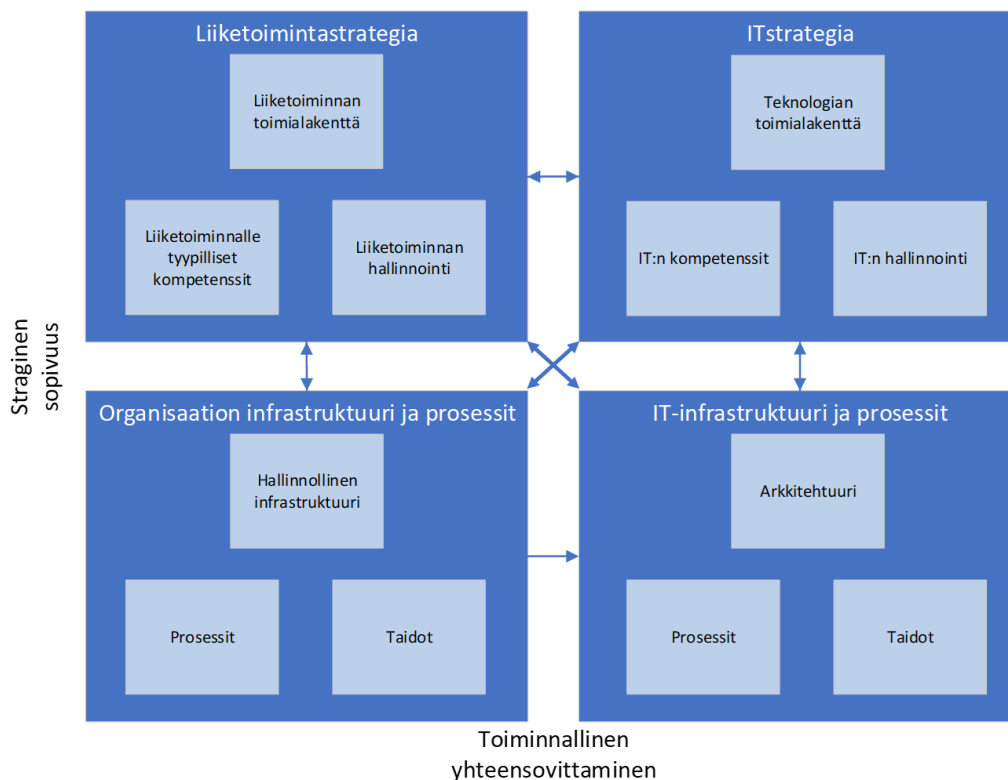 Liiketoimintastrategia
Liiketoiminnan
toimialakenttä
Liiketoiminnalle
tyypilliset
kompetenssit
Liiketoiminnan
hallinnointi
ITstrategia
Teknologian
toimialakenttä
IT:n kompetenssit
IT:n hallinnointi
Straginen
sopivuus
Organisaation infrastruktuuri ja prosessit
Hallinnollinen
infrastruktuuri
Prosessit
Taidot
IT-infrastruktuuri ja prosessit
Arkkitehtuuri
Prosessit
Taidot
Toiminnallinen
yhteensovittaminen